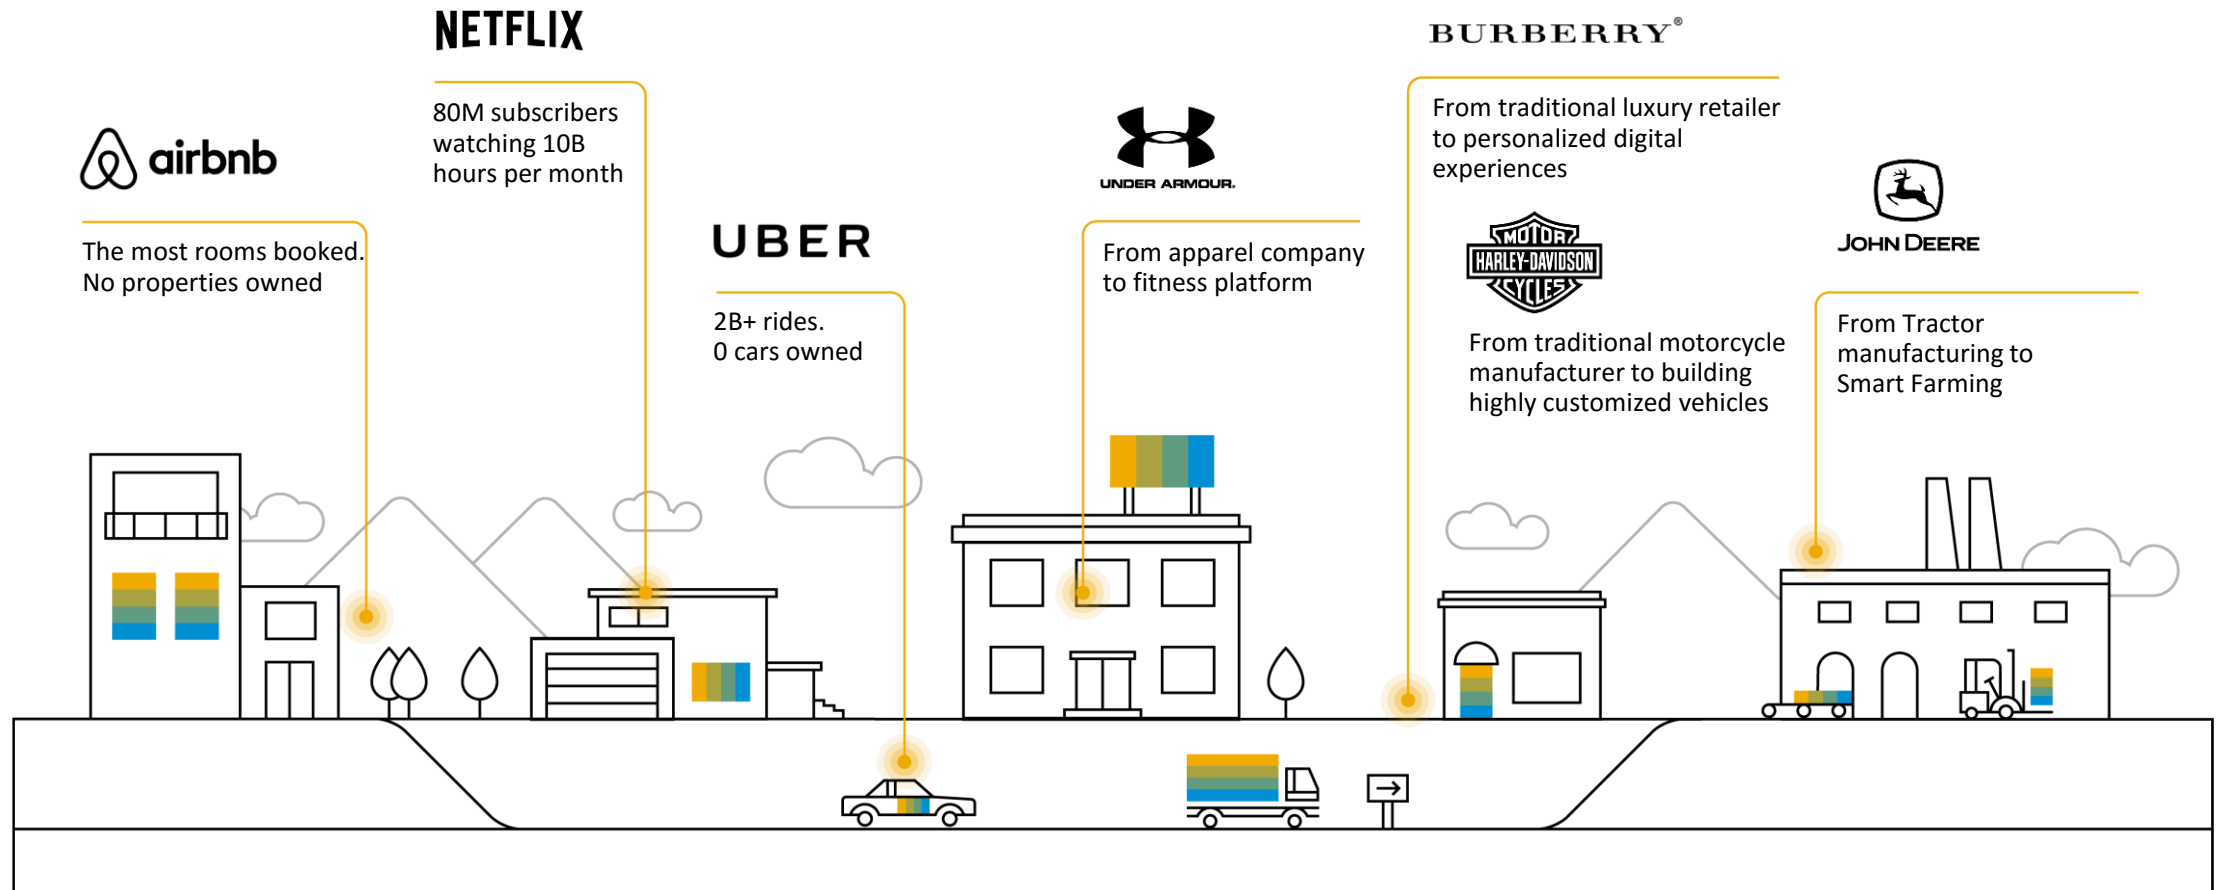 airbnb
The most rooms booked.
No properties owned
NETFLIX
80M subscribers
watching 10B
hours per month
UBER
2B+ rides.
0 cars owned
UNDER ARMOUR.
From apparel company
to fitness platform
BURBERRY®
From traditional luxury retailer
to personalized digital
experiences
MOTOR
HARLEY-DAVIDSON
CYCLES
From traditional motorcycle
manufacturer to building
highly customized vehicles
JOHN DEERE
From Tractor
manufacturing to
Smart Farming